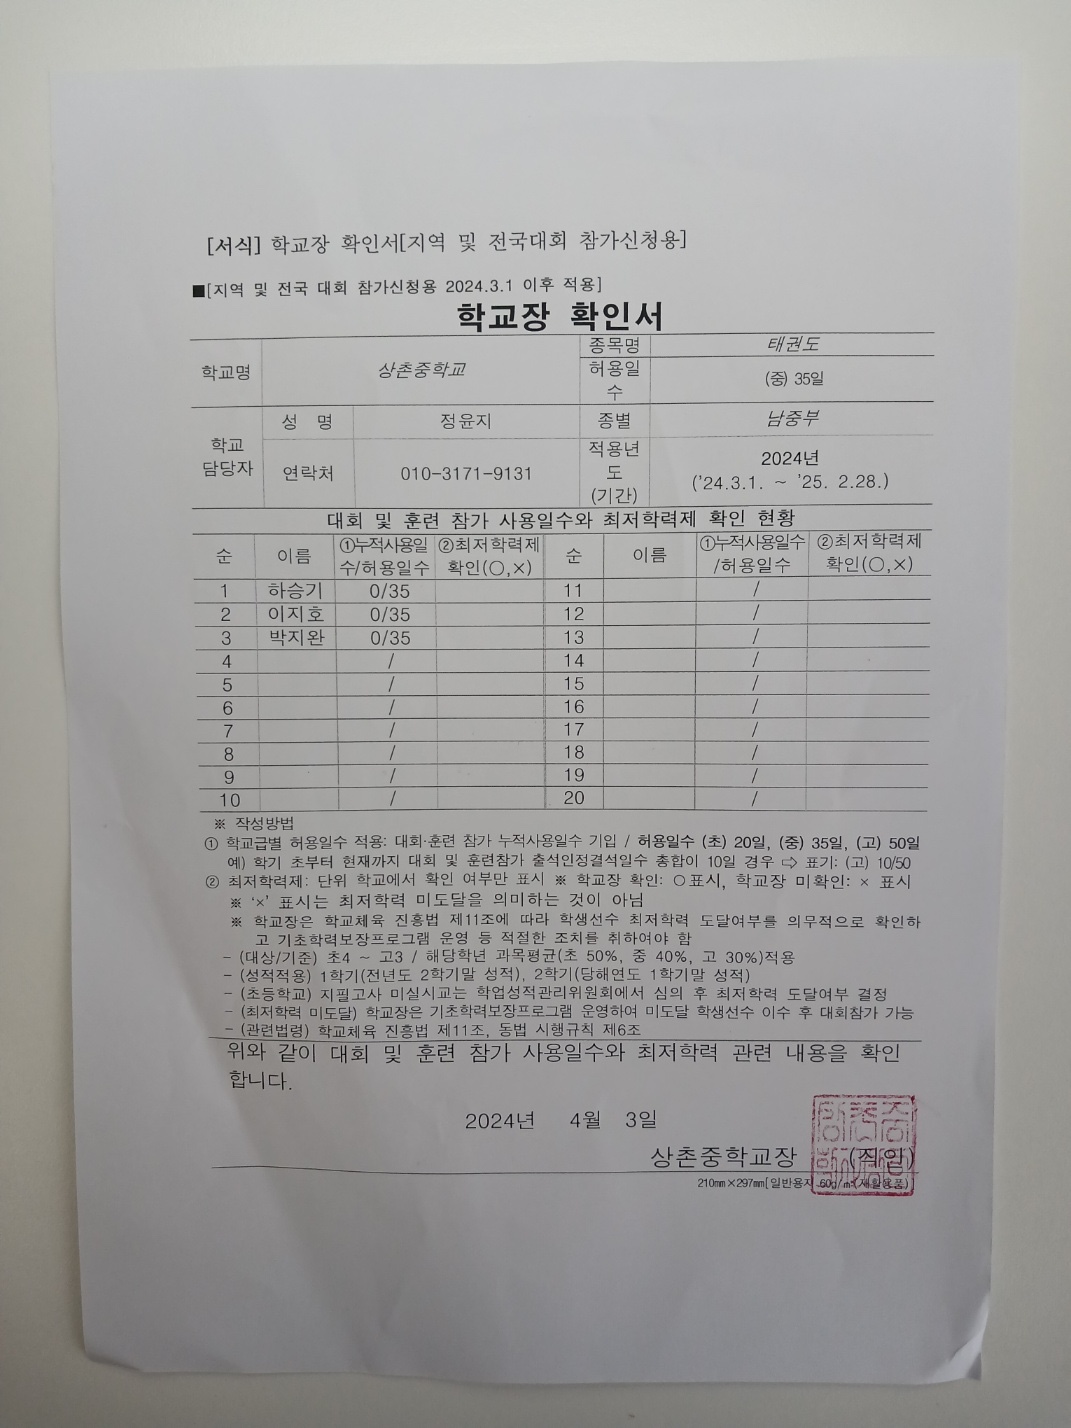 [서식] 학교장 확인서[지역 및 전국대회 참가신청용]
■[지역 및 전국 대회 참가신청용 2024.3.1 이후 적용]
학교장 확인서
학교명 상촌중학교 종목명 태권도
허용일수 (중) 35일
학교 담당자 성 명 정윤지 종별 남중부
연락처 010-3171-9131 적용년도 (기간) 2024년 ('24.3.1. ~ '25. 2.28.)
대회 및 훈련 참가 사용일수와 최저학력제 확인 현황
순 이름 ①누적사용일수/허용일수 ②최저학력제 확인(○,×) 순 이름 ①누적사용일수/허용일수 ②최저학력제 확인(○,×)
1 하승기 0/35 11 /
2 이지호 0/35 12 /
3 박지완 0/35 13 /
4 / 14 /
5 / 15 /
6 / 16 /
7 / 17 /
8 / 18 /
9 / 19 /
10 / 20 /
※ 작성방법
① 학교급별 허용일수 적용: 대회·훈련 참가 누적사용일수 기입 / 허용일수 (초) 20일, (중) 35일, (고) 50일
예) 학기 초부터 현재까지 대회 및 훈련참가 출석인정결석일수 총합이 10일 경우 ⇨ 표기: (고) 10/50
② 최저학력제: 단위 학교에서 확인 여부만 표시 ※ 학교장 확인: ○표시, 학교장 미확인: × 표시
※ '×' 표시는 최저학력 미도달을 의미하는 것이 아님
※ 학교장은 학교체육 진흥법 제11조에 따라 학생선수 최저학력 도달여부를 의무적으로 확인하
고 기초학력보장프로그램 운영 등 적절한 조치를 취하여야 함
- (대상/기준) 초4 ~ 고3 / 해당학년 과목평균(초 50%, 중 40%, 고 30%)적용
- (성적적용) 1학기(전년도 2학기말 성적), 2학기(당해연도 1학기말 성적)
- (초등학교) 지필고사 미실시교는 학업성적관리위원회에서 심의 후 최저학력 도달여부 결정
- (최저학력 미도달) 학교장은 기초학력보장프로그램 운영하여 미도달 학생선수 이수 후 대회참가 가능
- (관련법령) 학교체육 진흥법 제11조, 동법 시행규칙 제6조
위와 같이 대회 및 훈련 참가 사용일수와 최저학력 관련 내용을 확인
합니다.
2024년 4월 3일
상촌중학교장 (직인)
210㎜×297㎜[일반용지 60g/㎡(재활용품)]